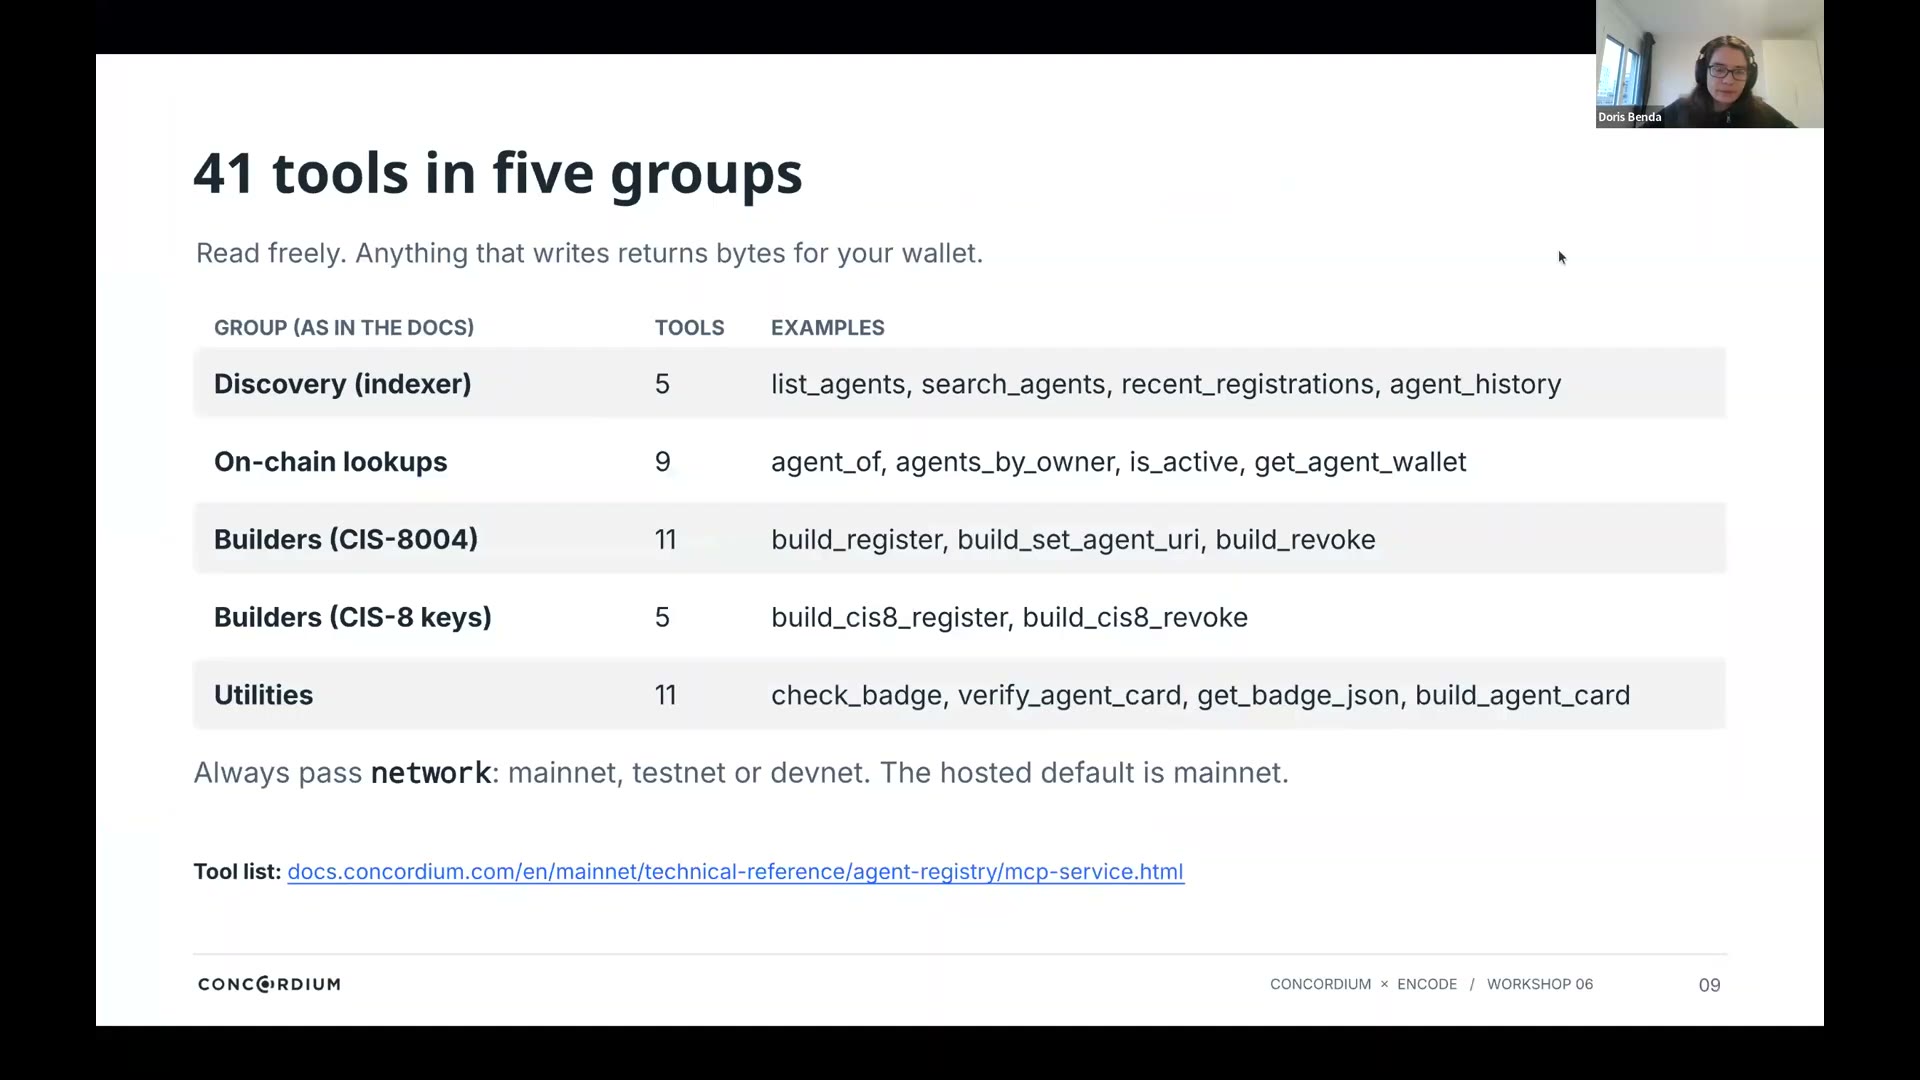 Doris Benda
41 tools in five groups
Read freely. Anything that writes returns bytes for your wallet.
GROUP (AS IN THE DOCS) TOOLS EXAMPLES
Discovery (indexer) 5 list_agents, search_agents, recent_registrations, agent_history
On-chain lookups 9 agent_of, agents_by_owner, is_active, get_agent_wallet
Builders (CIS-8004) 11 build_register, build_set_agent_uri, build_revoke
Builders (CIS-8 keys) 5 build_cis8_register, build_cis8_revoke
Utilities 11 check_badge, verify_agent_card, get_badge_json, build_agent_card
Always pass network: mainnet, testnet or devnet. The hosted default is mainnet.
Tool list: docs.concordium.com/en/mainnet/technical-reference/agent-registry/mcp-service.html
CONCORDIUM CONCORDIUM × ENCODE / WORKSHOP 06 09